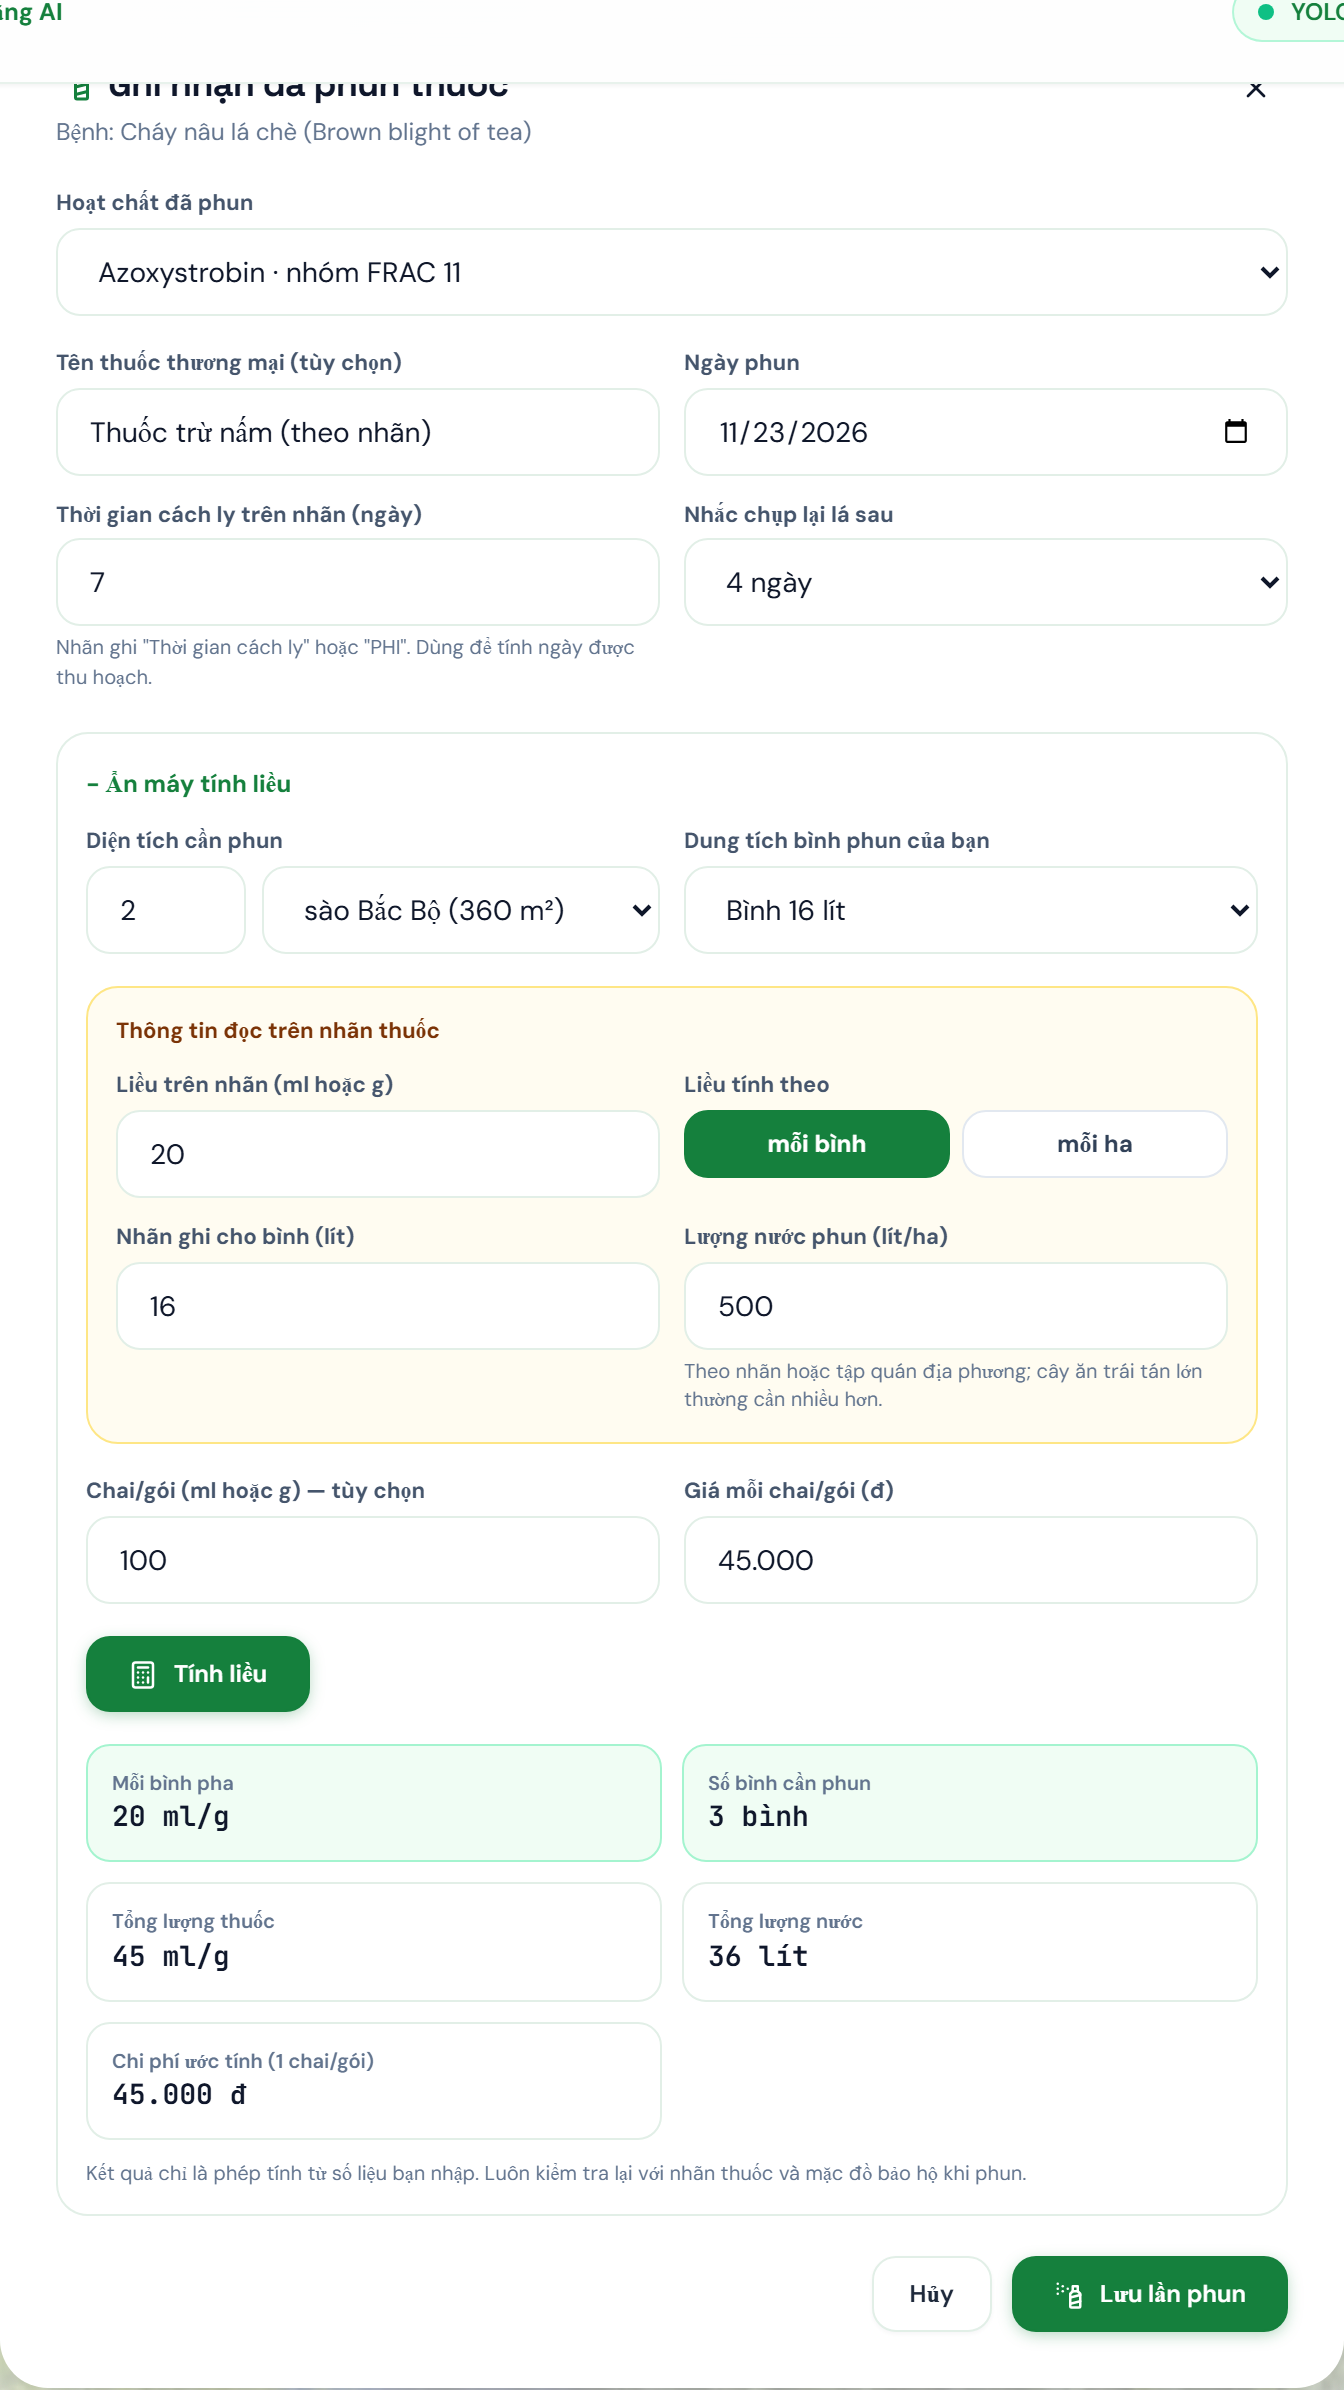 ăng AI
YOLO
Ghi nhận đã phun thuốc
Bệnh: Cháy nâu lá chè (Brown blight of tea)
Hoạt chất đã phun
Azoxystrobin · nhóm FRAC 11
Tên thuốc thương mại (tùy chọn)
Ngày phun
Thuốc trừ nấm (theo nhãn)
11/23/2026
Thời gian cách ly trên nhãn (ngày)
Nhắc chụp lại lá sau
7
4 ngày
Nhãn ghi "Thời gian cách ly" hoặc "PHI". Dùng để tính ngày được
thu hoạch.
− Ẩn máy tính liều
Diện tích cần phun
Dung tích bình phun của bạn
2
sào Bắc Bộ (360 m²)
Bình 16 lít
Thông tin đọc trên nhãn thuốc
Liều trên nhãn (ml hoặc g)
Liều tính theo
20
mỗi bình
mỗi ha
Nhãn ghi cho bình (lít)
Lượng nước phun (lít/ha)
16
500
Theo nhãn hoặc tập quán địa phương; cây ăn trái tán lớn
thường cần nhiều hơn.
Chai/gói (ml hoặc g) — tùy chọn
Giá mỗi chai/gói (đ)
100
45.000
Tính liều
Mỗi bình pha
20 ml/g
Số bình cần phun
3 bình
Tổng lượng thuốc
45 ml/g
Tổng lượng nước
36 lít
Chi phí ước tính (1 chai/gói)
45.000 đ
Kết quả chỉ là phép tính từ số liệu bạn nhập. Luôn kiểm tra lại với nhãn thuốc và mặc đồ bảo hộ khi phun.
Hủy
Lưu lần phun